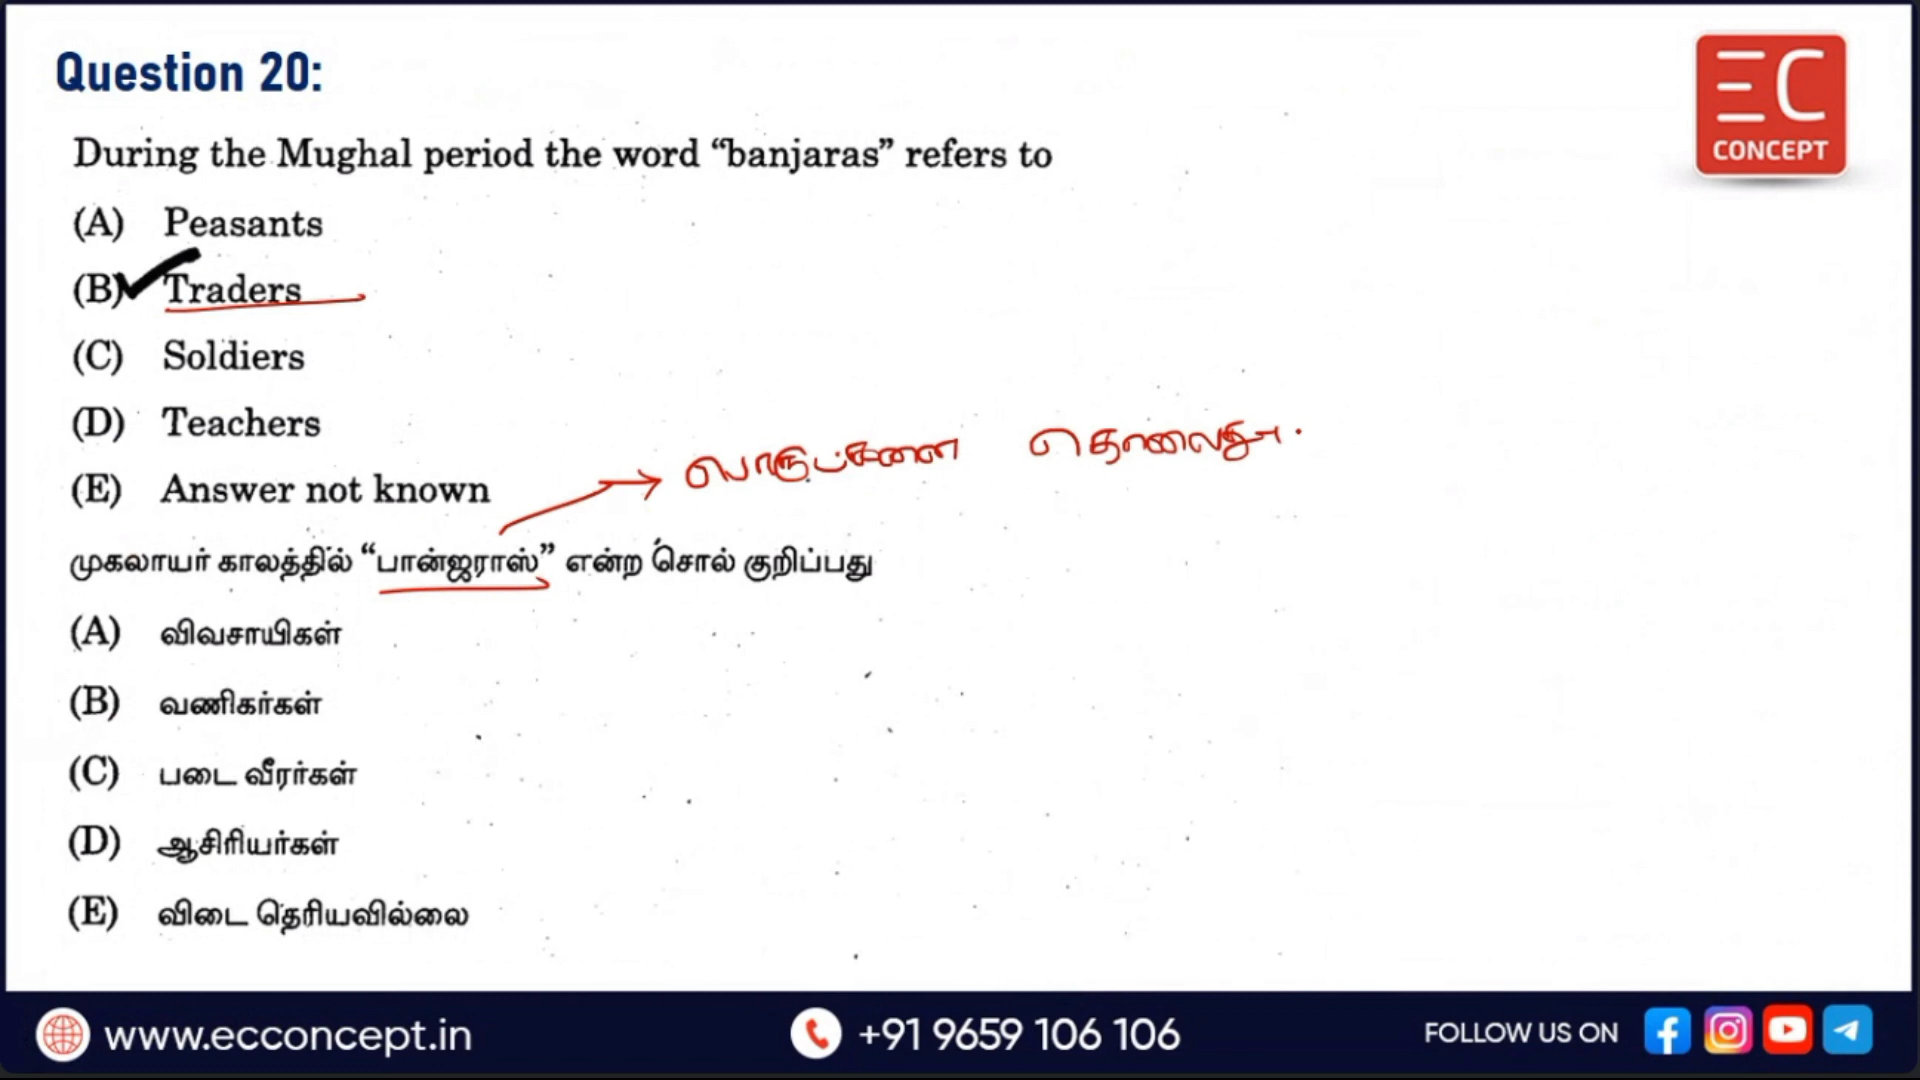 Question 20:
EC
CONCEPT
During the Mughal period the word “banjaras” refers to
(A) Peasants
(B) Traders
(C) Soldiers
(D) Teachers
(E) Answer not known
முகலாயர் காலத்தில் “பான்ஜராஸ்” என்ற சொல் குறிப்பது
(A) விவசாயிகள்
(B) வணிகர்கள்
(C) படை வீரர்கள்
(D) ஆசிரியர்கள்
(E) விடை தெரியவில்லை
www.ecconcept.in
+91 9659 106 106
FOLLOW US ON